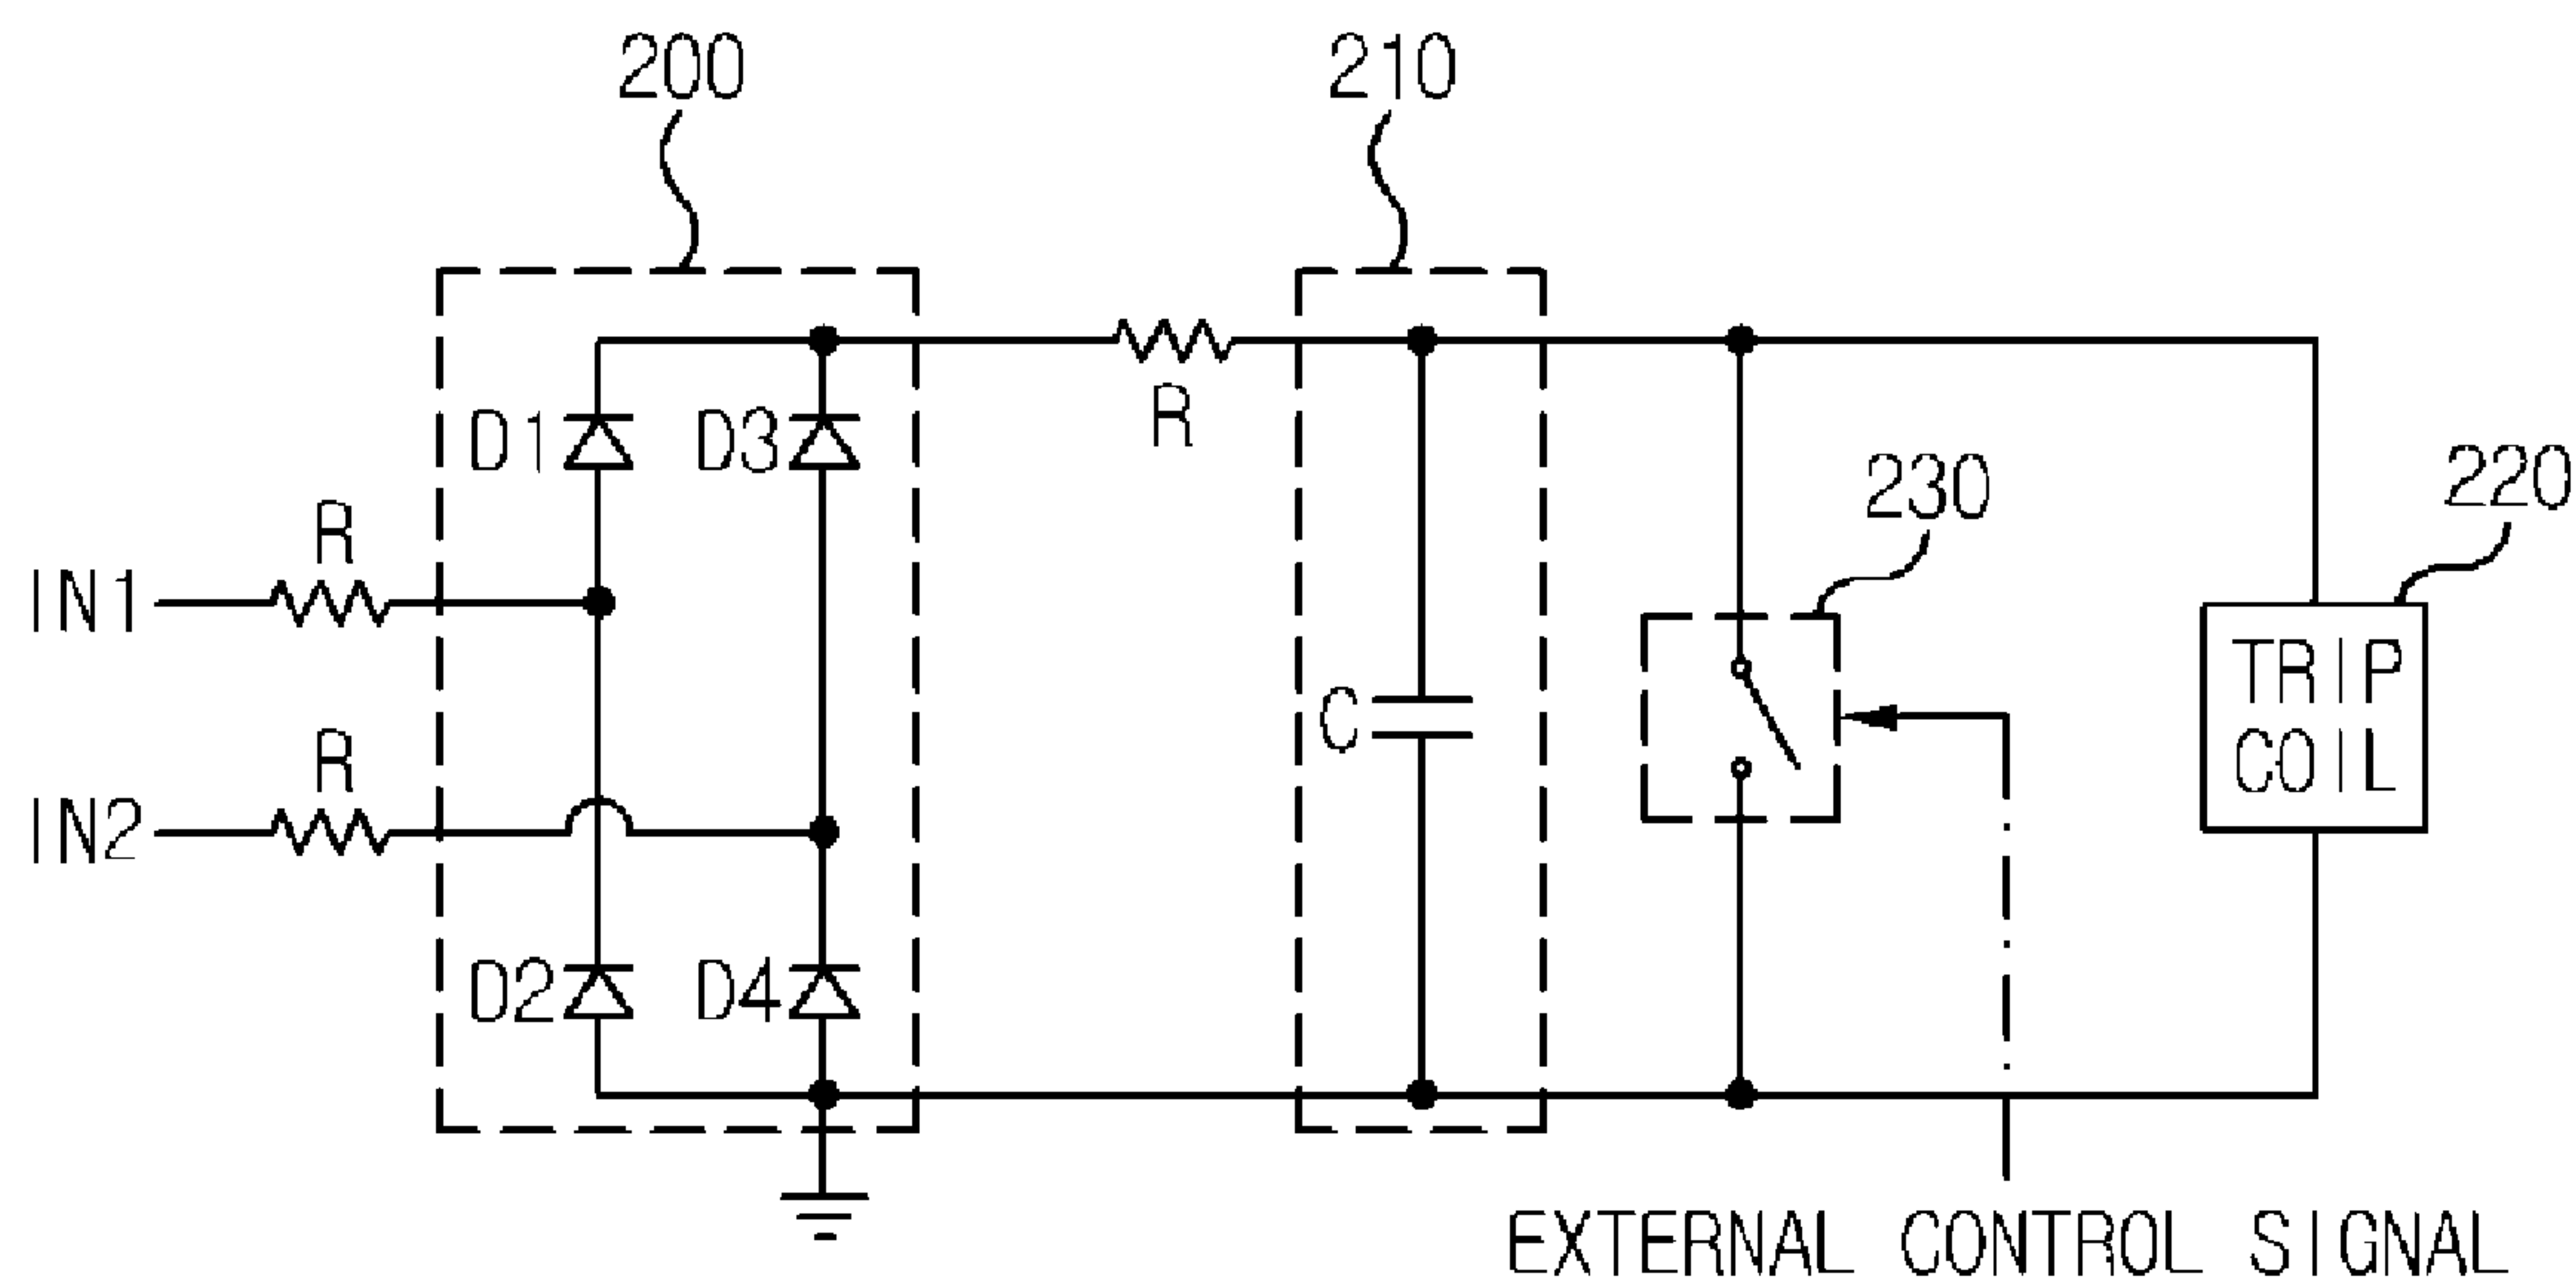 200
210
D1
D3
R
230
220
R
IN1
TRIP
COIL
C
R
IN2
D2
D4
EXTERNAL CONTROL SIGNAL